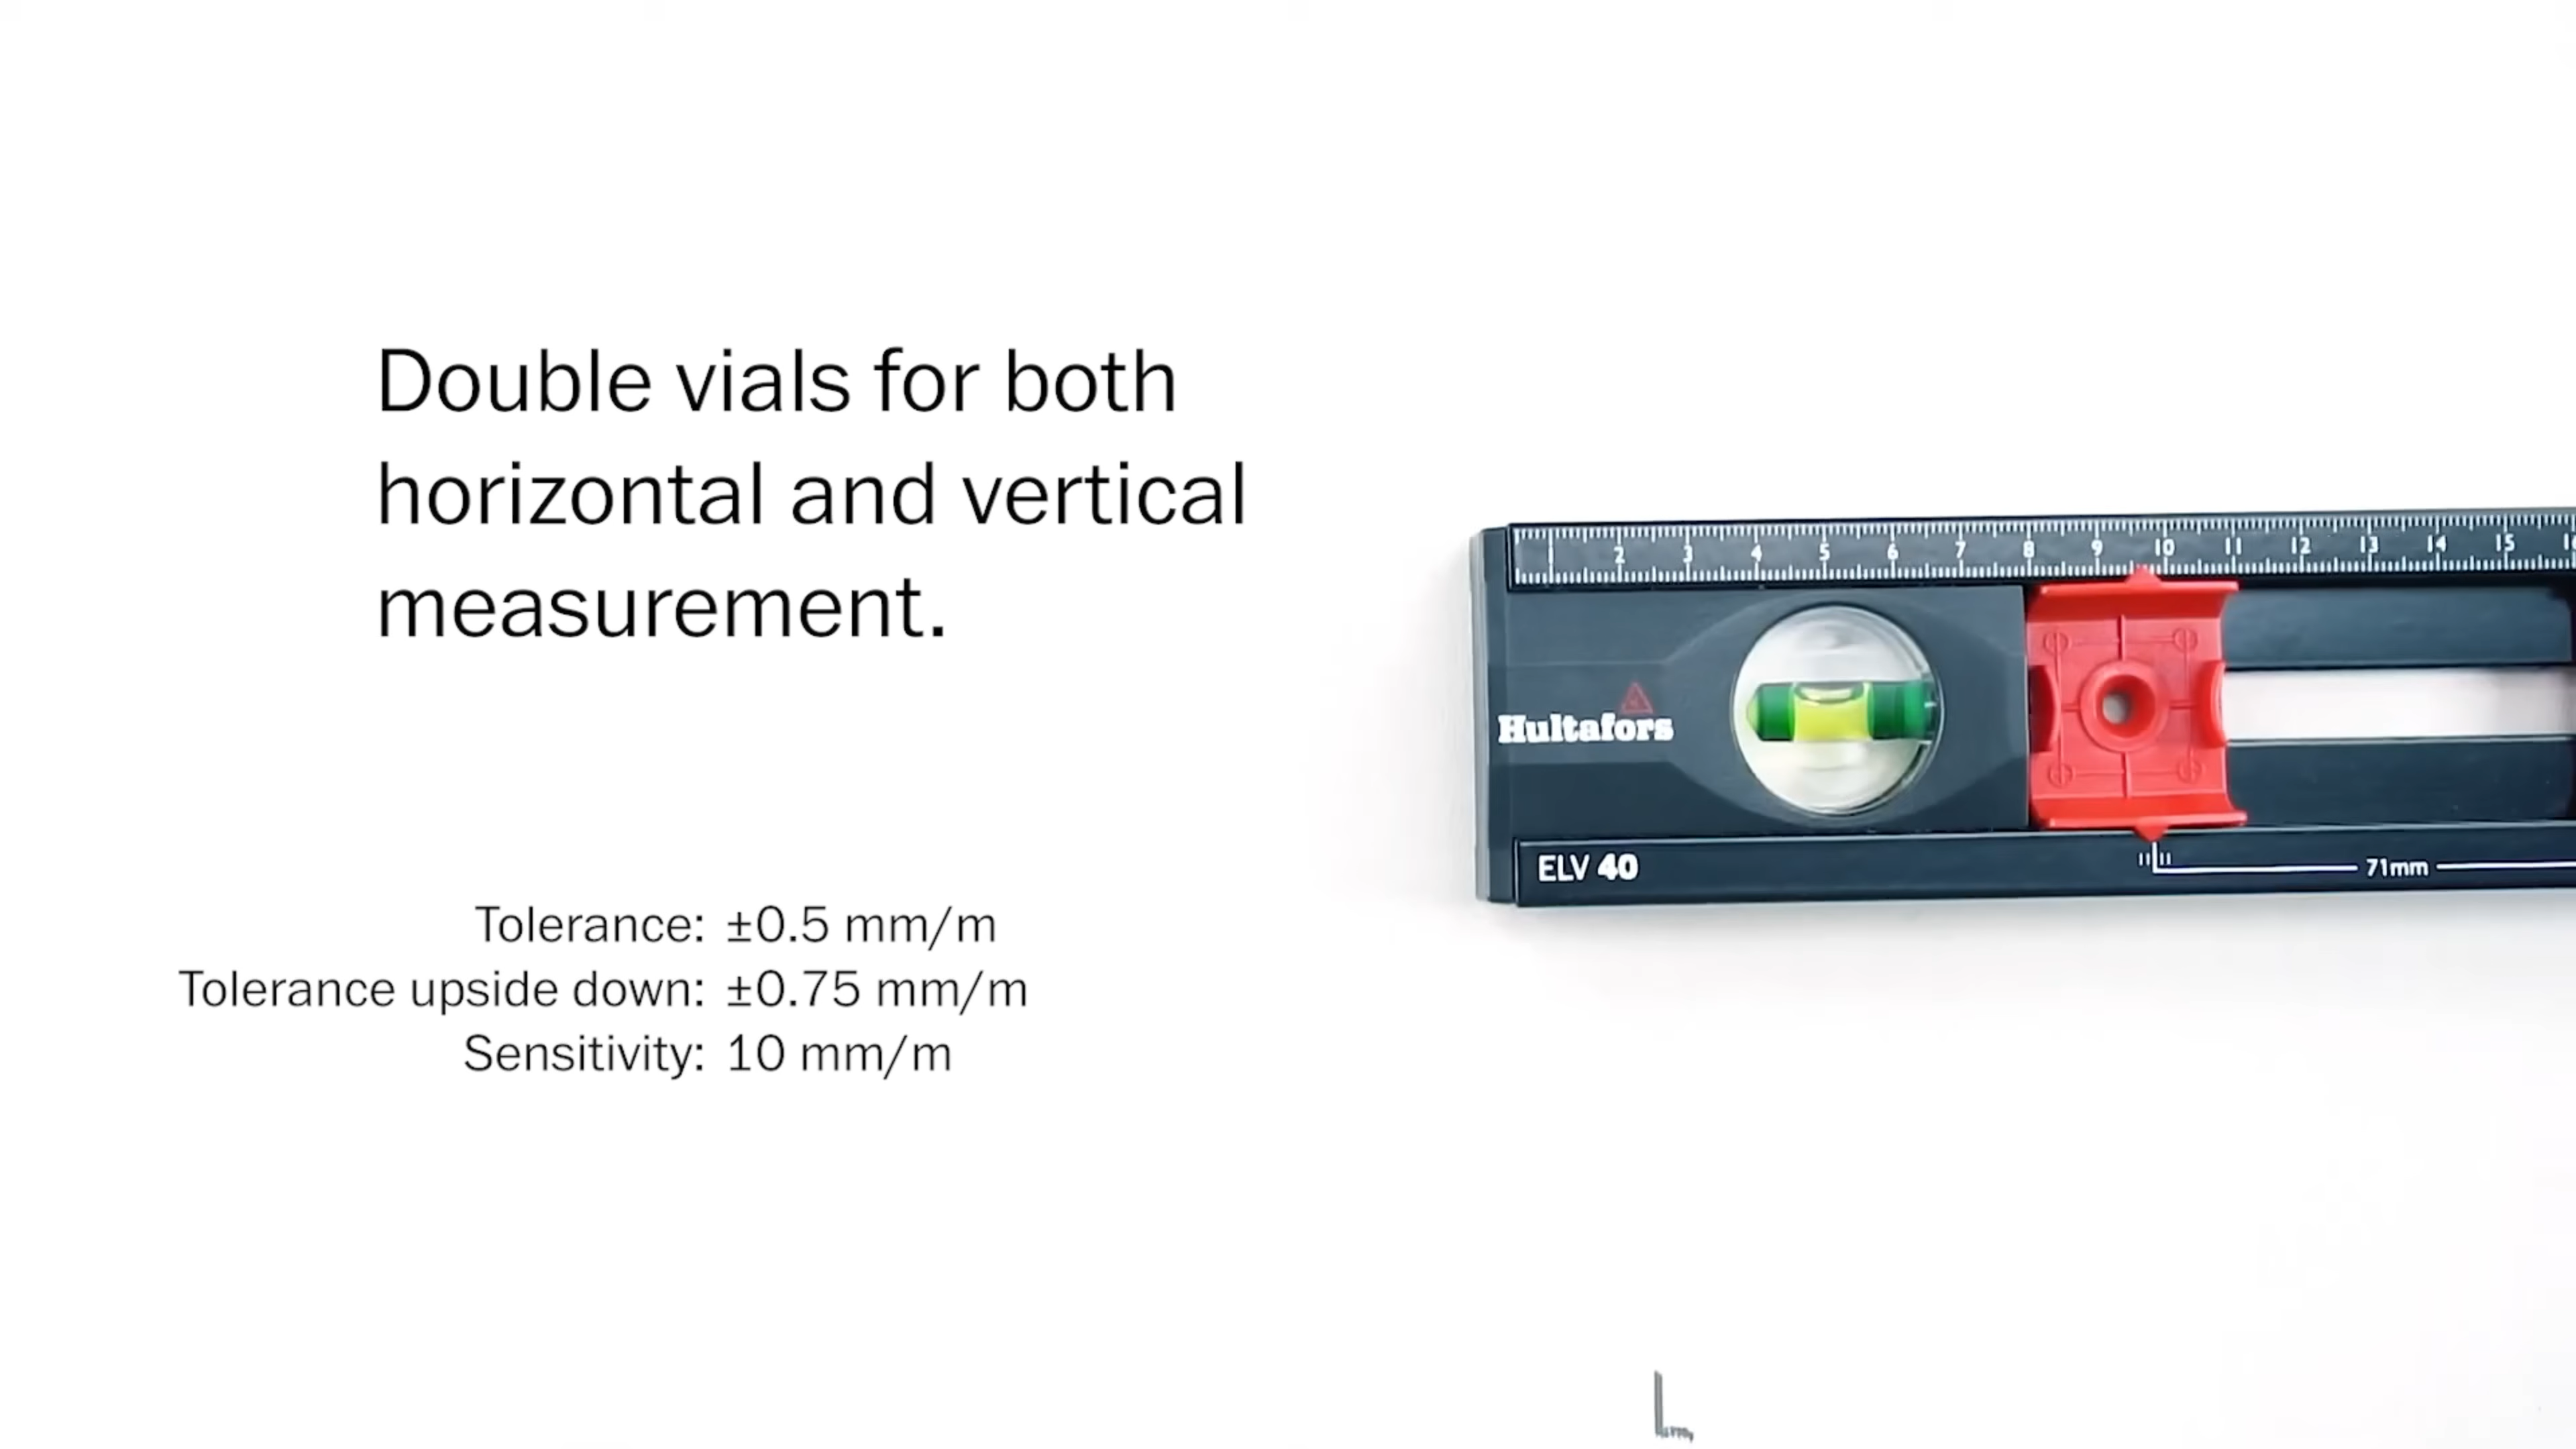 Double vials for both
horizontal and vertical
measurement.
Tolerance: ±0.5 mm/m
Tolerance upside down: ±0.75 mm/m
Sensitivity: 10 mm/m
1 2 3 4 5 6 7 8 9 10 11 12 13 14 15
Hultafors
ELV 40
71mm